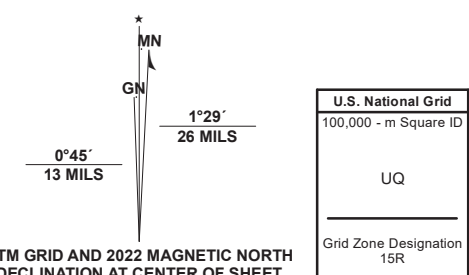 ★
MN
GN
1°29´
26 MILS
0°45´
13 MILS
TM GRID AND 2022 MAGNETIC NORTH
DECLINATION AT CENTER OF SHEET
U.S. National Grid
100,000 - m Square ID
UQ
Grid Zone Designation
15R